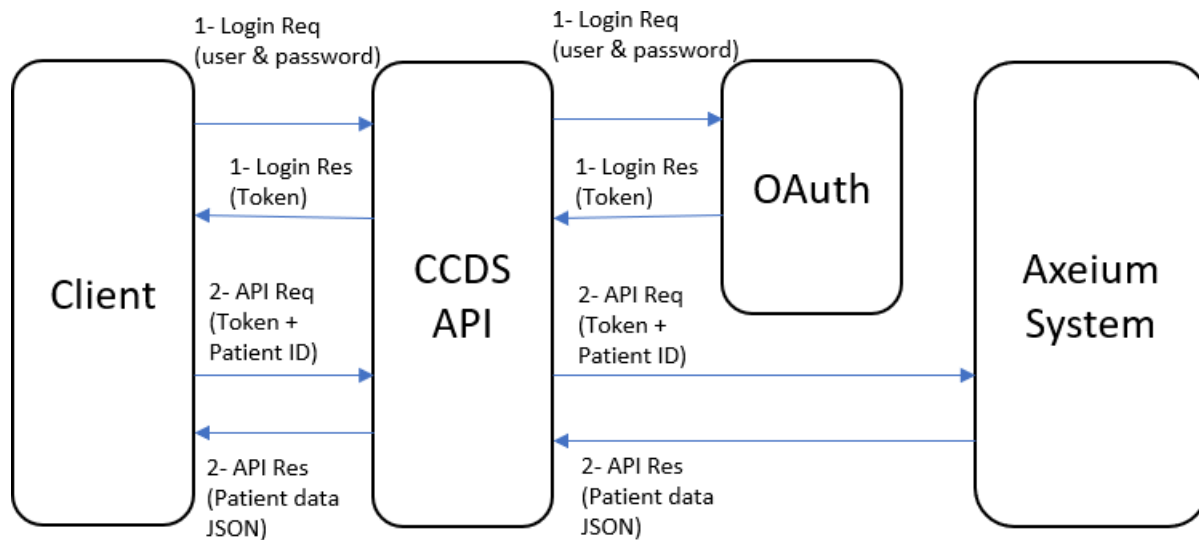 1- Login Req
(user & password)
1- Login Req
(user & password)
1- Login Res
(Token)
1- Login Res
(Token)
OAuth
Client
CCDS
API
Axeium
System
2- API Req
(Token +
Patient ID)
2- API Req
(Token +
Patient ID)
2- API Res
(Patient data
JSON)
2- API Res
(Patient data
JSON)